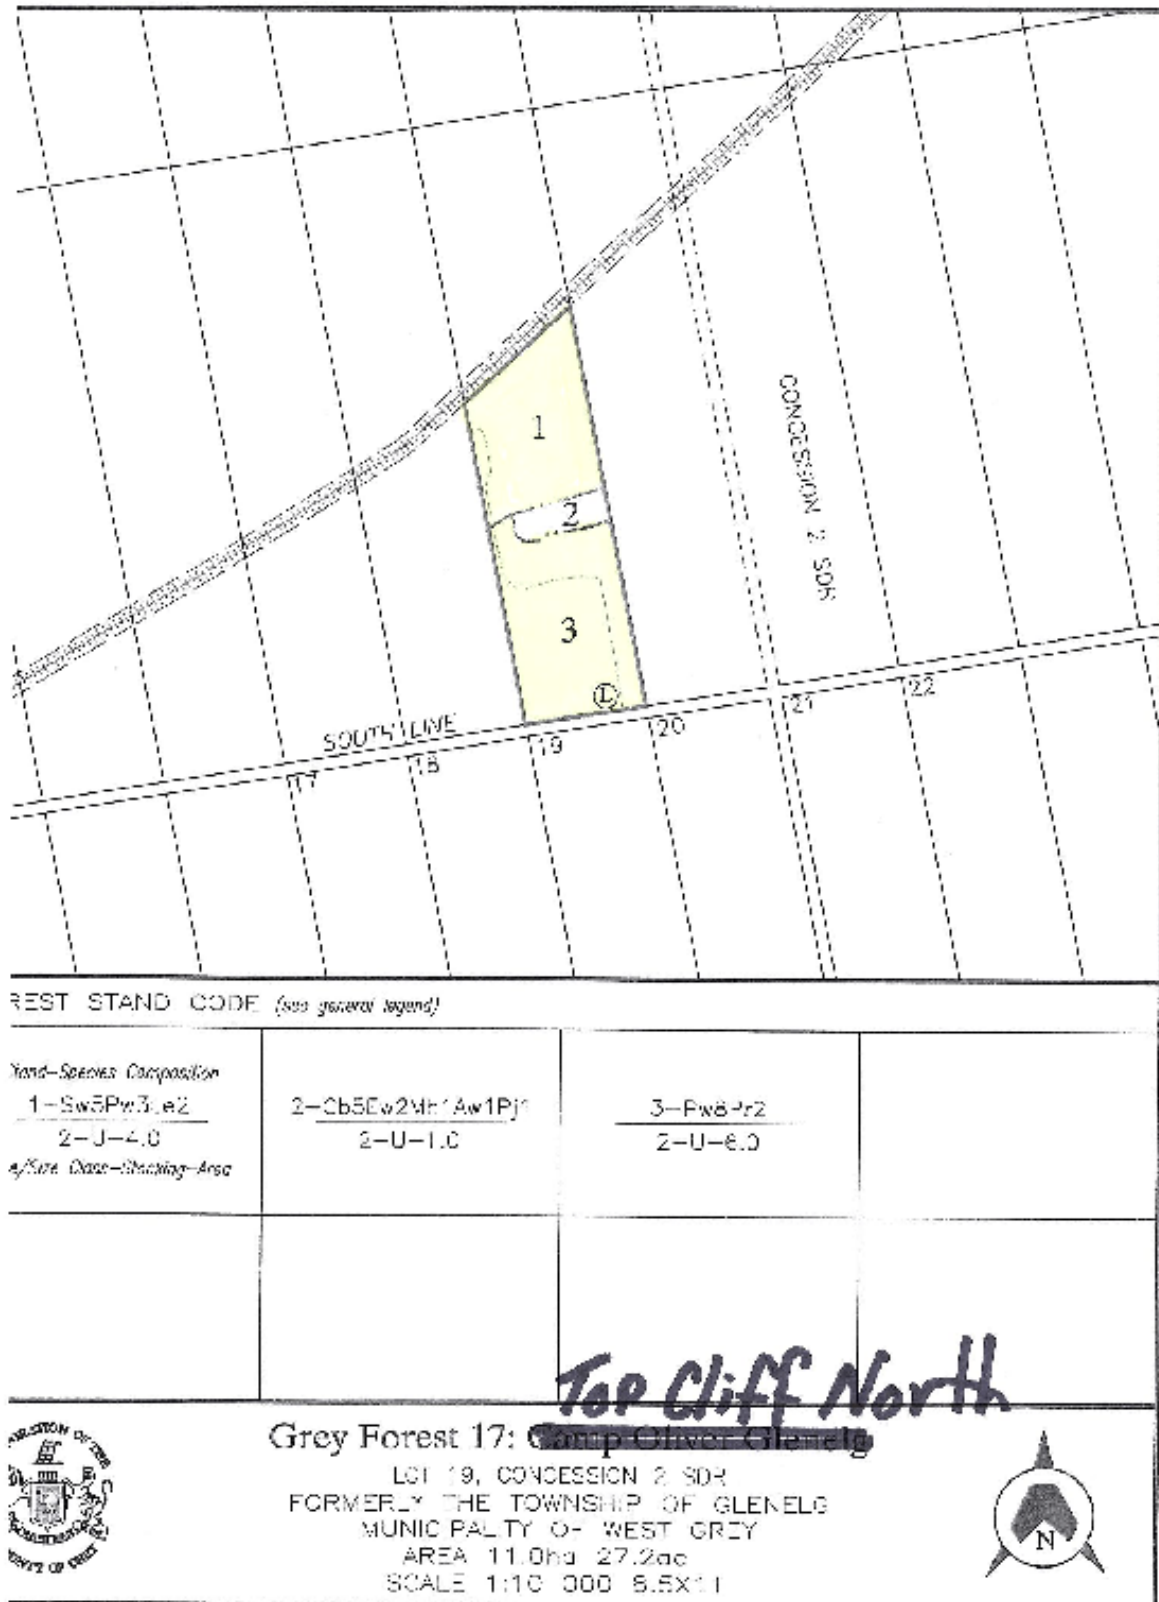 1
CONCESSION 2 SDR
2
3
L
22
21
20
SOUTH LINE
19
18
17
REST STAND CODE (see general legend)
Stand-Species Composition
1-Sw5Pw3Le2
2-U-4.0
e/Size Class-Stocking-Area
2-Cb5Ew2Mh1Aw1Pj1
2-U-1.0
3-Pw8Pr2
2-U-6.0
Top Cliff North
Grey Forest 17: Camp Oliver Glenelg
LOT 19, CONCESSION 2 SDR
FORMERLY THE TOWNSHIP OF GLENELG
MUNICIPALITY OF WEST GREY
AREA 11.0ha 27.2ac
SCALE 1:10 000 8.5X11
N